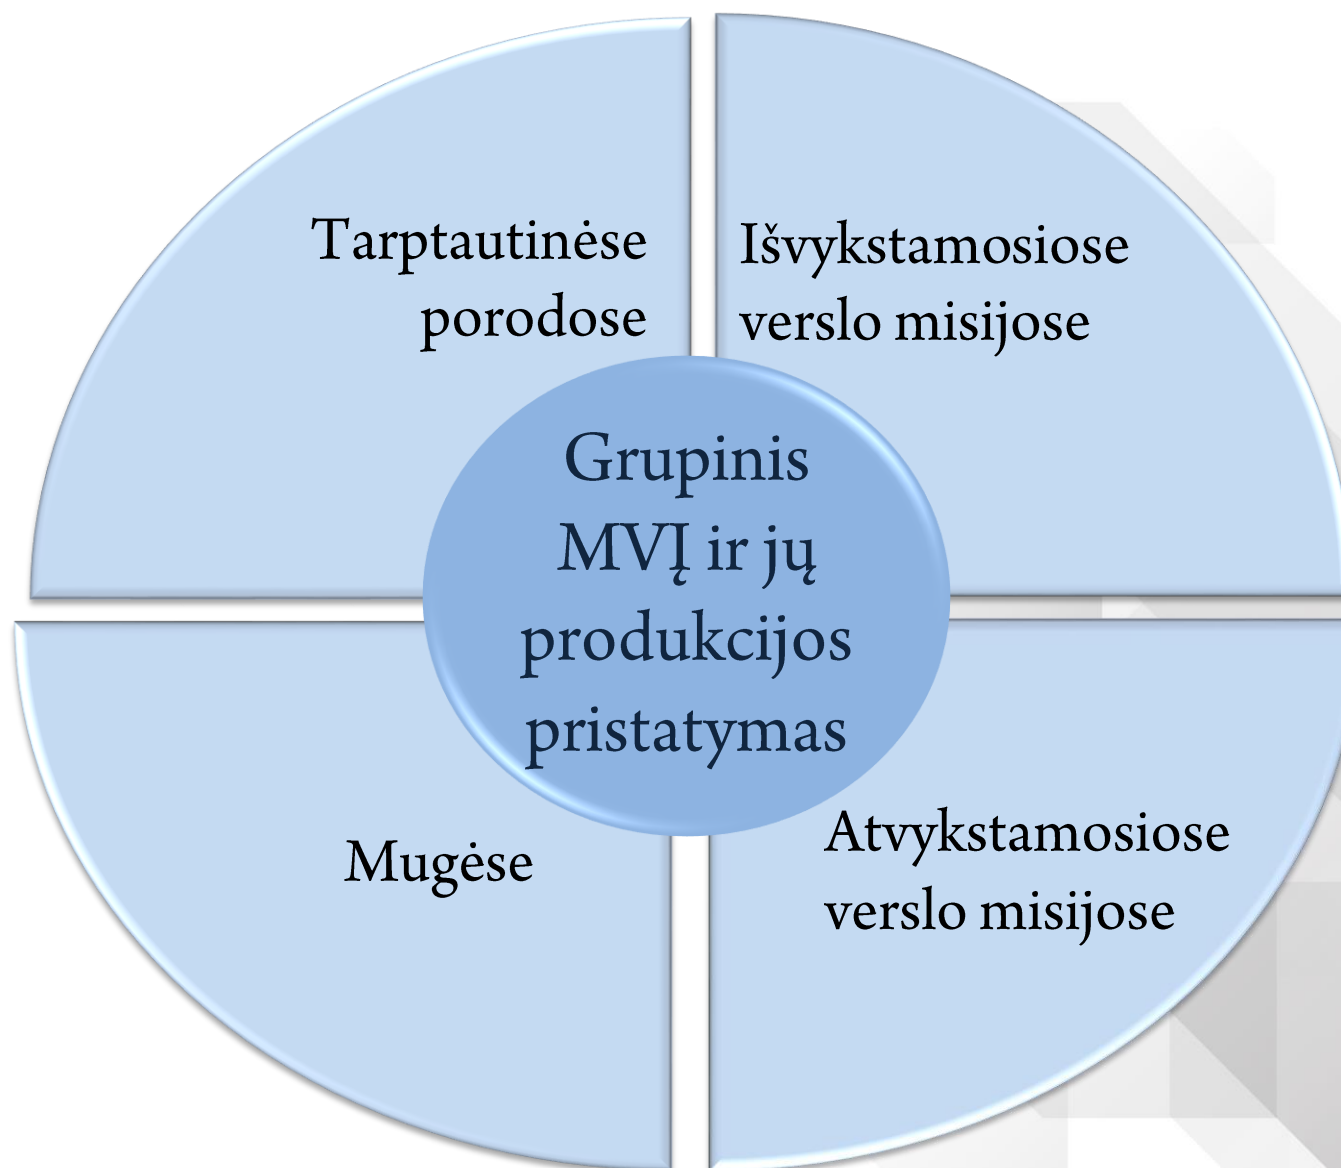 Tarptautinėse
porodose
Išvykstamosiose
verslo misijose
Grupinis
MVĮ ir jų
produkcijos
pristatymas
Mugėse
Atvykstamosiose
verslo misijose